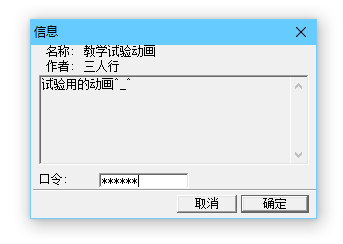 信息
名称： 教学试验动画
作者： 三人行
试验用的动画^_^
口令： ******
取消 确定